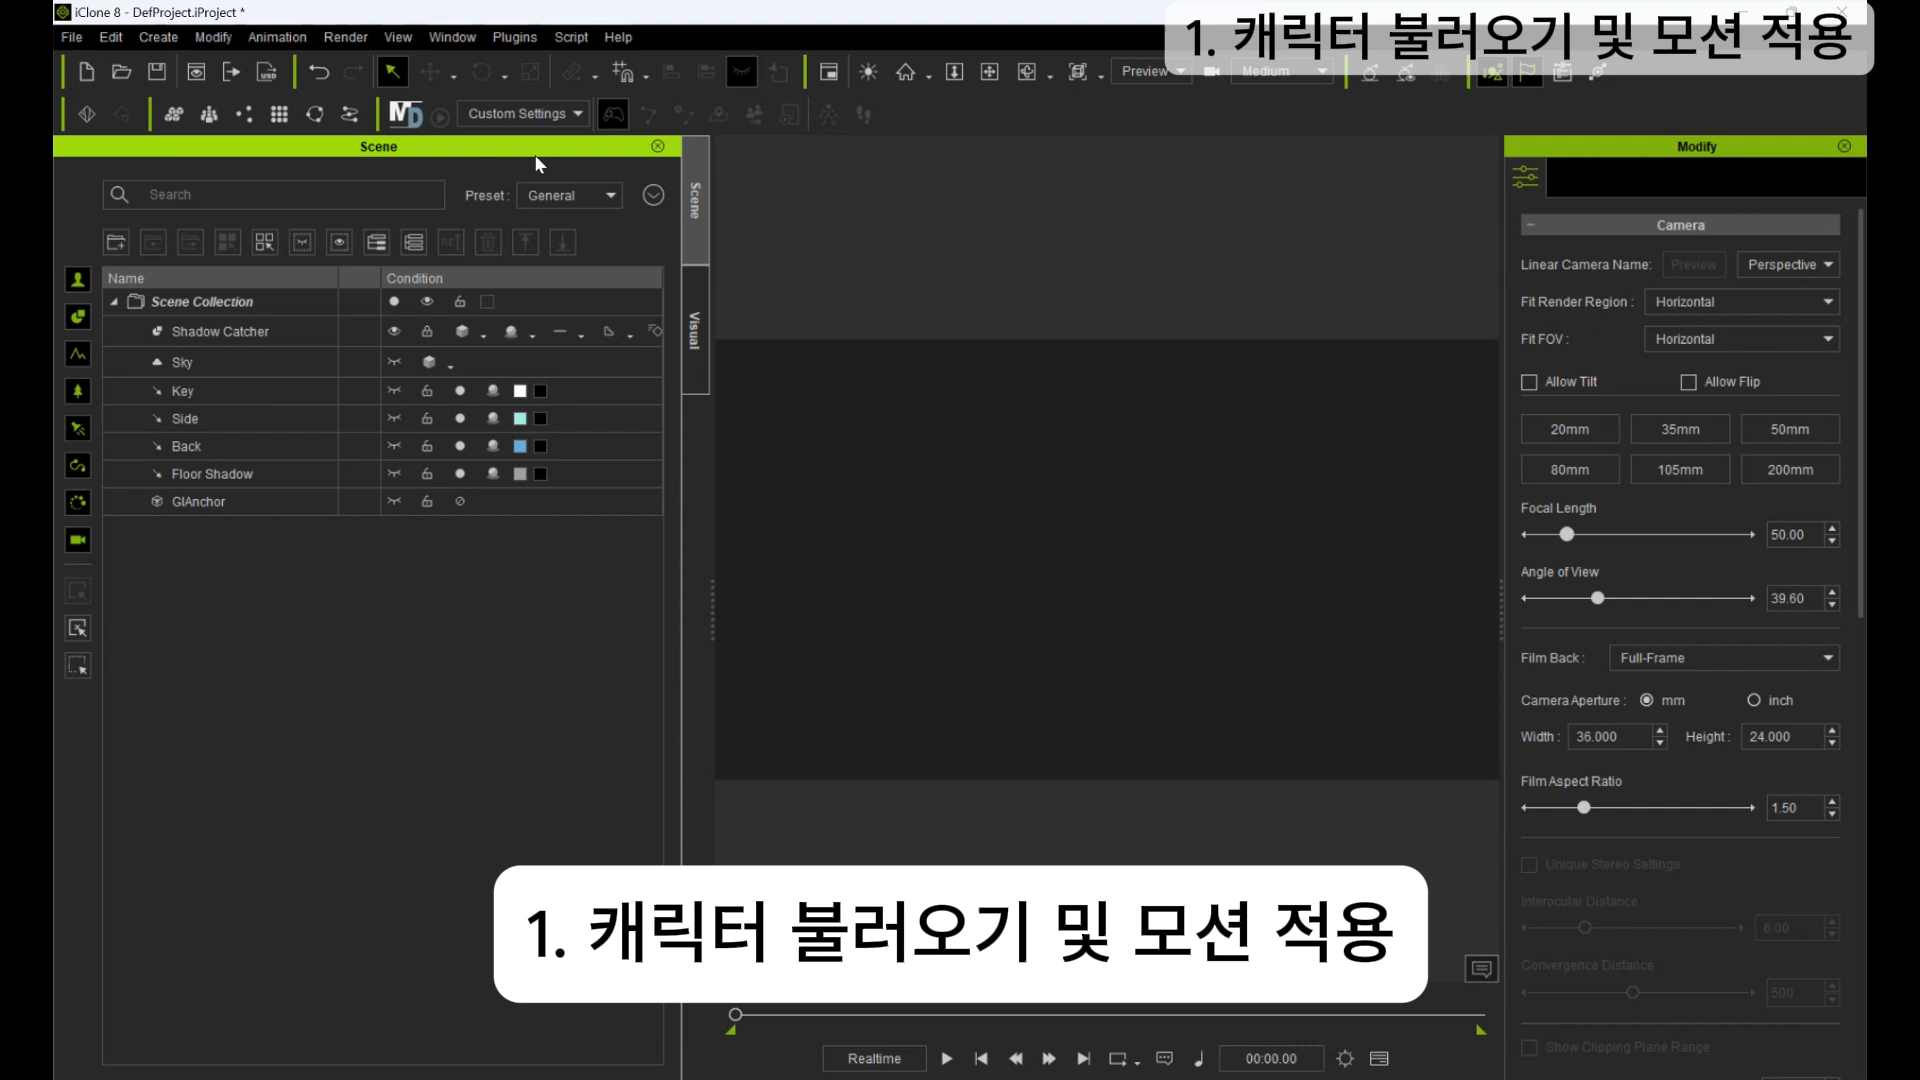 iClone 8 - DefProject.iProject *
1. 캐릭터 불러오기 및 모션 적용
File Edit Create Modify Animation Render View Window Plugins Script Help
USD
Preview
Medium
MD
Custom Settings
Scene
Search
Preset : General
Name Condition
Scene Collection
Shadow Catcher
Sky
Key
Side
Back
Floor Shadow
GIAnchor
Scene
Visual
Modify
Camera
Linear Camera Name: Preview Perspective
Fit Render Region : Horizontal
Fit FOV : Horizontal
Allow Tilt Allow Flip
20mm 35mm 50mm
80mm 105mm 200mm
Focal Length
50.00
Angle of View
39.60
Film Back : Full-Frame
Camera Aperture : mm inch
Width : 36.000 Height : 24.000
Film Aspect Ratio
1.50
Unique Stereo Settings
Interocular Distance
6.00
Convergence Distance
500
Show Clipping Plane Range
1. 캐릭터 불러오기 및 모션 적용
Realtime 00:00.00